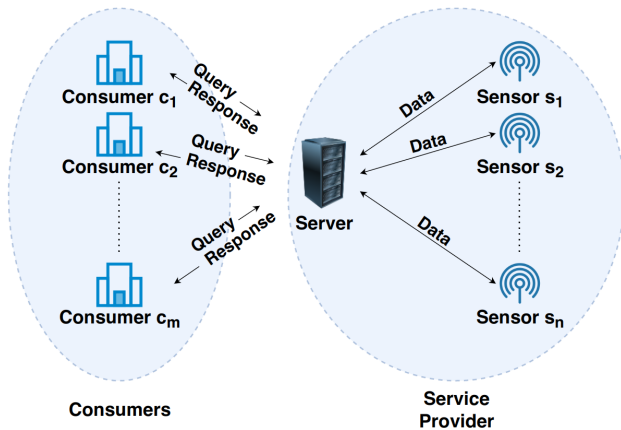 Consumer c1
Query
Response
Consumer c2
Query
Response
Query
Response
Consumer cm
Consumers
Server
Data
Data
Data
Sensor s1
Sensor s2
Sensor sn
Service
Provider